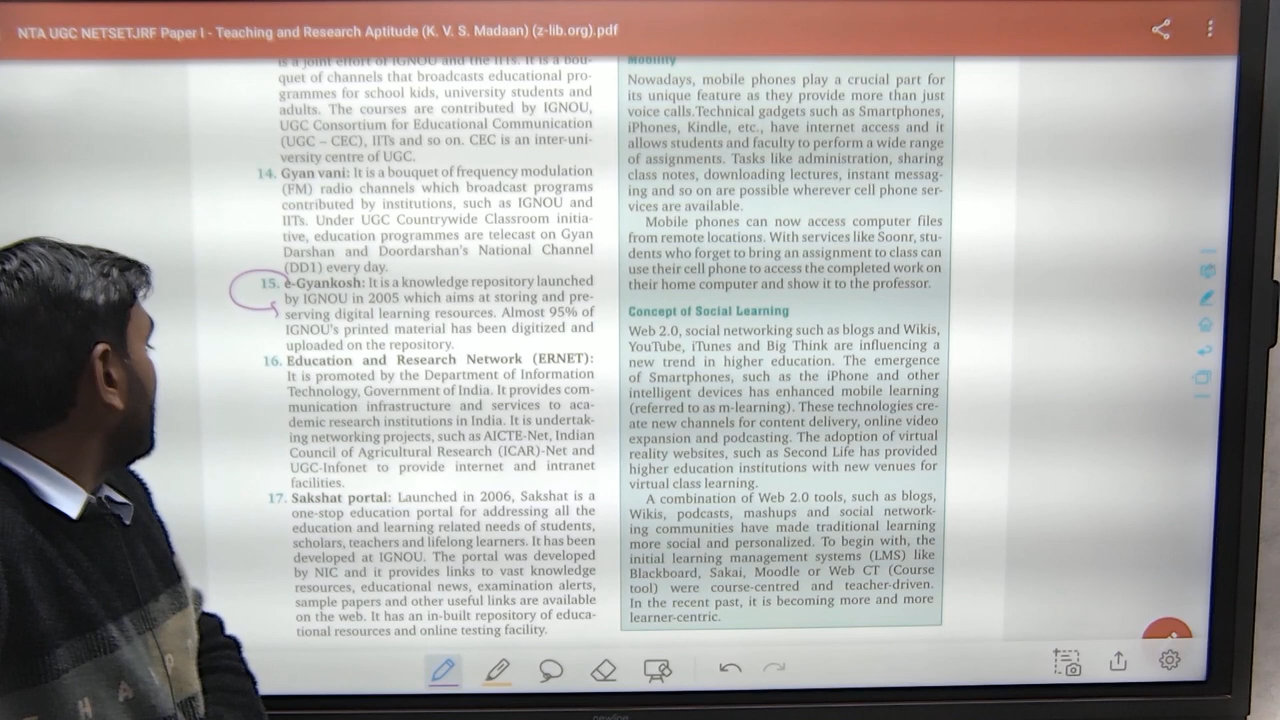 NTA UGC NETSETJRF Paper I - Teaching and Research Aptitude (K. V. S. Madaan) (z-lib.org).pdf
is a joint effort of IGNOU and the IITs. It is a bou-
quet of channels that broadcasts educational pro-
grammes for school kids, university students and
adults. The courses are contributed by IGNOU,
UGC Consortium for Educational Communication
(UGC – CEC), IITs and so on. CEC is an inter-uni-
versity centre of UGC.
14. Gyan vani: It is a bouquet of frequency modulation
(FM) radio channels which broadcast programs
contributed by institutions, such as IGNOU and
IITs. Under UGC Countrywide Classroom initia-
tive, education programmes are telecast on Gyan
Darshan and Doordarshan's National Channel
(DD1) every day.
15. e-Gyankosh: It is a knowledge repository launched
by IGNOU in 2005 which aims at storing and pre-
serving digital learning resources. Almost 95% of
IGNOU's printed material has been digitized and
uploaded on the repository.
16. Education and Research Network (ERNET):
It is promoted by the Department of Information
Technology, Government of India. It provides com-
munication infrastructure and services to aca-
demic research institutions in India. It is undertak-
ing networking projects, such as AICTE-Net, Indian
Council of Agricultural Research (ICAR)-Net and
UGC-Infonet to provide internet and intranet
facilities.
17. Sakshat portal: Launched in 2006, Sakshat is a
one-stop education portal for addressing all the
education and learning related needs of students,
scholars, teachers and lifelong learners. It has been
developed at IGNOU. The portal was developed
by NIC and it provides links to vast knowledge
resources, educational news, examination alerts,
sample papers and other useful links are available
on the web. It has an in-built repository of educa-
tional resources and online testing facility.
Mobility
Nowadays, mobile phones play a crucial part for
its unique feature as they provide more than just
voice calls.Technical gadgets such as Smartphones,
iPhones, Kindle, etc., have internet access and it
allows students and faculty to perform a wide range
of assignments. Tasks like administration, sharing
class notes, downloading lectures, instant messag-
ing and so on are possible wherever cell phone ser-
vices are available.
Mobile phones can now access computer files
from remote locations. With services like Soonr, stu-
dents who forget to bring an assignment to class can
use their cell phone to access the completed work on
their home computer and show it to the professor.
Concept of Social Learning
Web 2.0, social networking such as blogs and Wikis,
YouTube, iTunes and Big Think are influencing a
new trend in higher education. The emergence
of Smartphones, such as the iPhone and other
intelligent devices has enhanced mobile learning
(referred to as m-learning). These technologies cre-
ate new channels for content delivery, online video
expansion and podcasting. The adoption of virtual
reality websites, such as Second Life has provided
higher education institutions with new venues for
virtual class learning.
A combination of Web 2.0 tools, such as blogs,
Wikis, podcasts, mashups and social network-
ing communities have made traditional learning
more social and personalized. To begin with, the
initial learning management systems (LMS) like
Blackboard, Sakai, Moodle or Web CT (Course
tool) were course-centred and teacher-driven.
In the recent past, it is becoming more and more
learner-centric.
newline